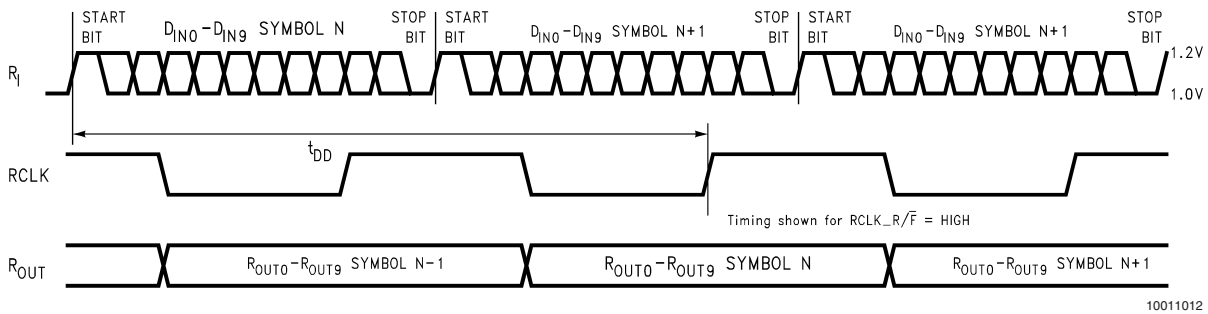 START BIT D_IN0–D_IN9 SYMBOL N STOP BIT START BIT D_IN0–D_IN9 SYMBOL N+1 STOP BIT START BIT D_IN0–D_IN9 SYMBOL N+1 STOP BIT
R_I 1.2V
1.0V
t_DD
RCLK
Timing shown for RCLK_R/F̅ = HIGH
R_OUT R_OUT0–R_OUT9 SYMBOL N-1 R_OUT0–R_OUT9 SYMBOL N R_OUT0–R_OUT9 SYMBOL N+1
10011012